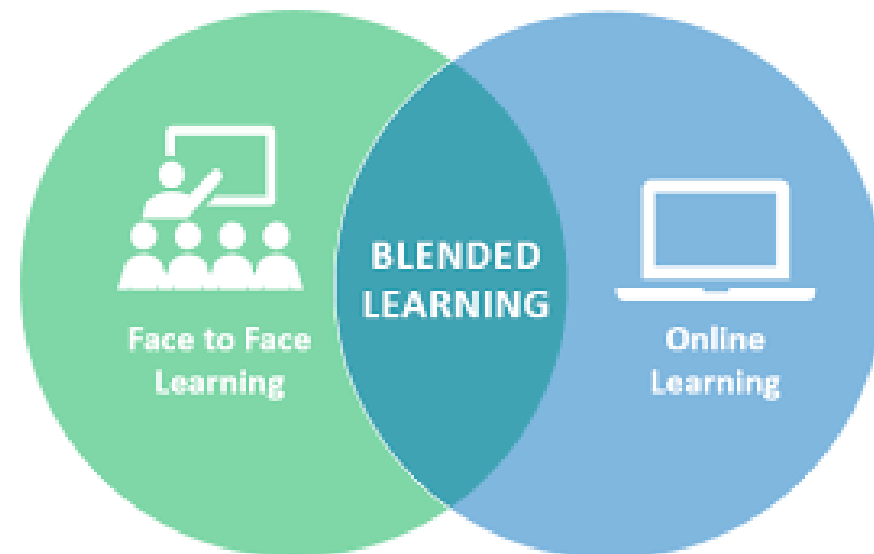 Face to Face
Learning
BLENDED
LEARNING
Online
Learning